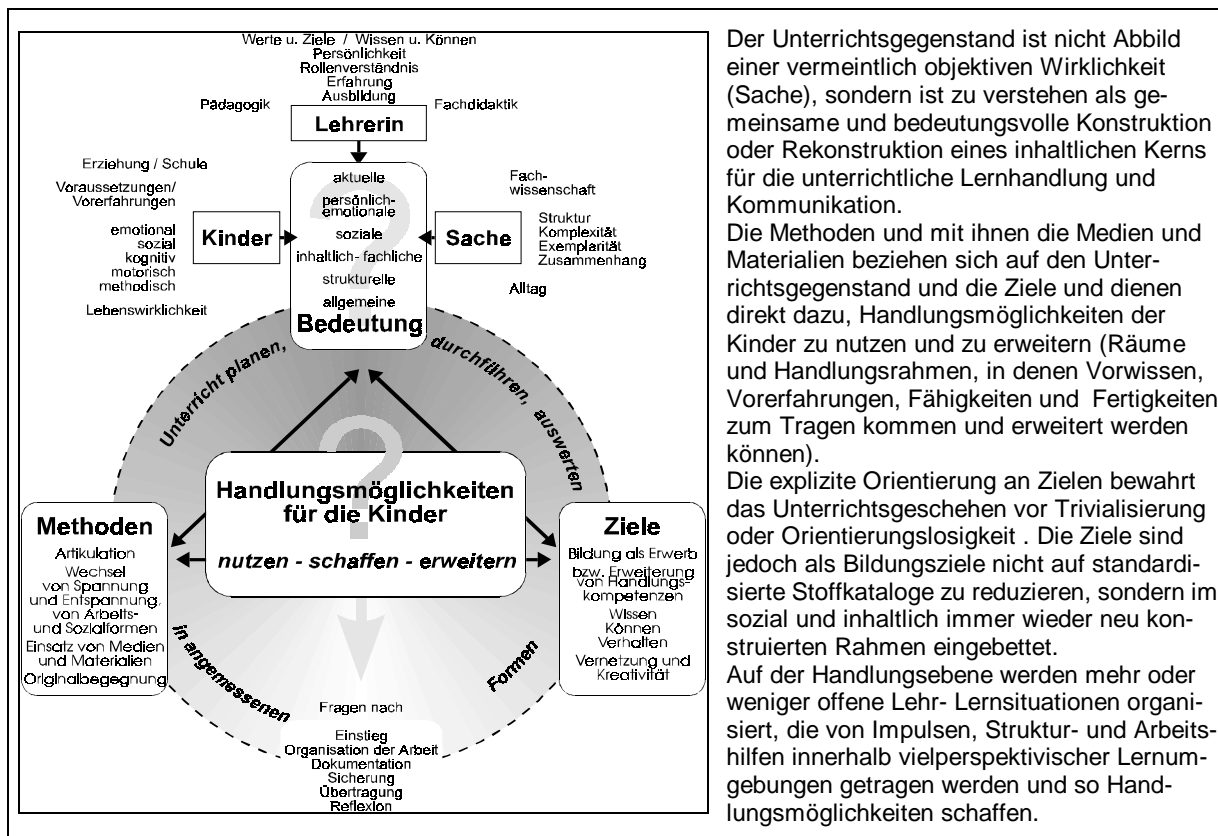 Werte u. Ziele / Wissen u. Können
Persönlichkeit
Rollenverständnis
Erfahrung
Ausbildung
Pädagogik
Fachdidaktik
Lehrerin
Erziehung / Schule
Voraussetzungen/
Vorerfahrungen
emotional
sozial
kognitiv
motorisch
methodisch
Lebenswirklichkeit
Kinder
aktuelle
persönlich-
emotionale
soziale
inhaltlich- fachliche
strukturelle
allgemeine
Bedeutung
?
Sache
Fach-
wissenschaft
Struktur
Komplexität
Exemplarität
Zusammenhang
Alltag
Unterricht planen,
durchführen, auswerten
?
Handlungsmöglichkeiten
für die Kinder
nutzen - schaffen - erweitern
Methoden
Artikulation
Wechsel
von Spannung
und Entspannung,
von Arbeits-
und Sozialformen
Einsatz von Medien
und Materialien
Originalbegegnung
Ziele
Bildung als Erwerb
bzw. Erweiterung
von Handlungs-
kompetenzen
Wissen
Können
Verhalten
Vernetzung und
Kreativität
in angemessenen
Formen
Fragen nach
Einstieg
Organisation der Arbeit
Dokumentation
Sicherung
Übertragung
Reflexion
Der Unterrichtsgegenstand ist nicht Abbild
einer vermeintlich objektiven Wirklichkeit
(Sache), sondern ist zu verstehen als ge-
meinsame und bedeutungsvolle Konstruktion
oder Rekonstruktion eines inhaltlichen Kerns
für die unterrichtliche Lernhandlung und
Kommunikation.
Die Methoden und mit ihnen die Medien und
Materialien beziehen sich auf den Unter-
richtsgegenstand und die Ziele und dienen
direkt dazu, Handlungsmöglichkeiten der
Kinder zu nutzen und zu erweitern (Räume
und Handlungsrahmen, in denen Vorwissen,
Vorerfahrungen, Fähigkeiten und Fertigkeiten
zum Tragen kommen und erweitert werden
können).
Die explizite Orientierung an Zielen bewahrt
das Unterrichtsgeschehen vor Trivialisierung
oder Orientierungslosigkeit . Die Ziele sind
jedoch als Bildungsziele nicht auf standardi-
sierte Stoffkataloge zu reduzieren, sondern im
sozial und inhaltlich immer wieder neu kon-
struierten Rahmen eingebettet.
Auf der Handlungsebene werden mehr oder
weniger offene Lehr- Lernsituationen organi-
siert, die von Impulsen, Struktur- und Arbeits-
hilfen innerhalb vielperspektivischer Lernum-
gebungen getragen werden und so Hand-
lungsmöglichkeiten schaffen.